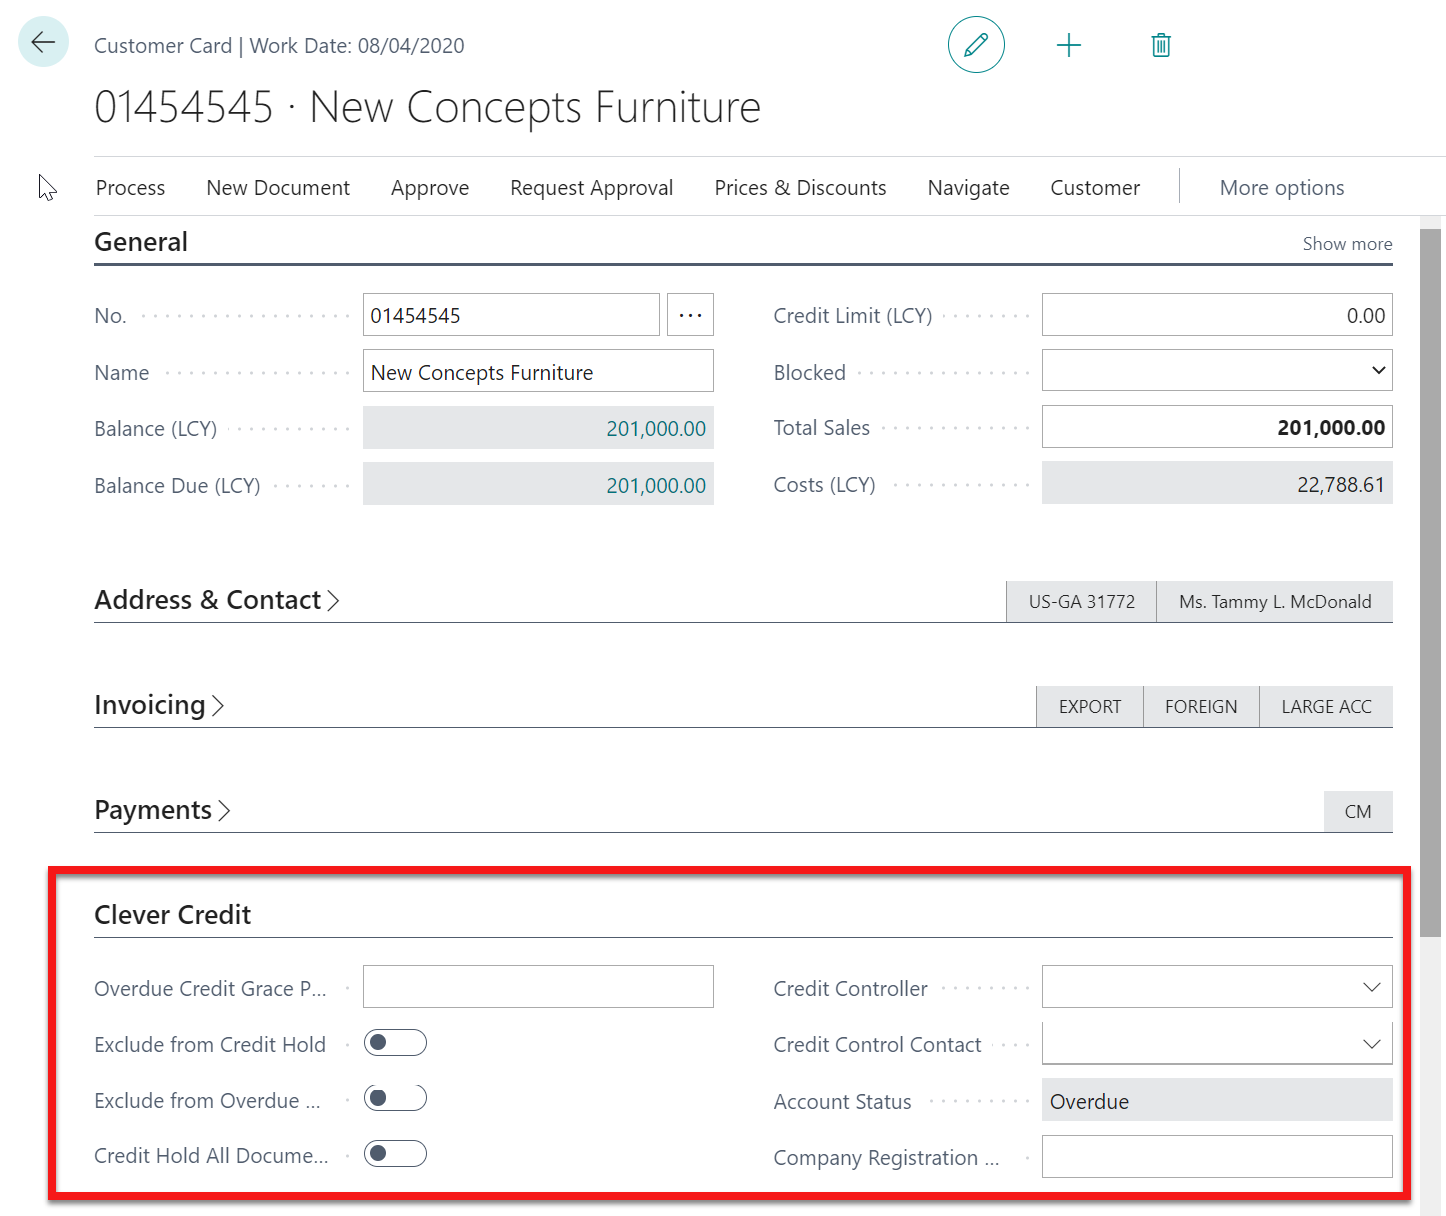 Customer Card | Work Date: 08/04/2020
01454545 · New Concepts Furniture
Process New Document Approve Request Approval Prices & Discounts Navigate Customer More options
General Show more
No. 01454545 ··· Credit Limit (LCY) 0.00
Name New Concepts Furniture Blocked
Balance (LCY) 201,000.00 Total Sales 201,000.00
Balance Due (LCY) 201,000.00 Costs (LCY) 22,788.61
Address & Contact US-GA 31772 Ms. Tammy L. McDonald
Invoicing EXPORT FOREIGN LARGE ACC
Payments CM
Clever Credit
Overdue Credit Grace P... Credit Controller
Exclude from Credit Hold Credit Control Contact
Exclude from Overdue ... Account Status Overdue
Credit Hold All Docume... Company Registration ...